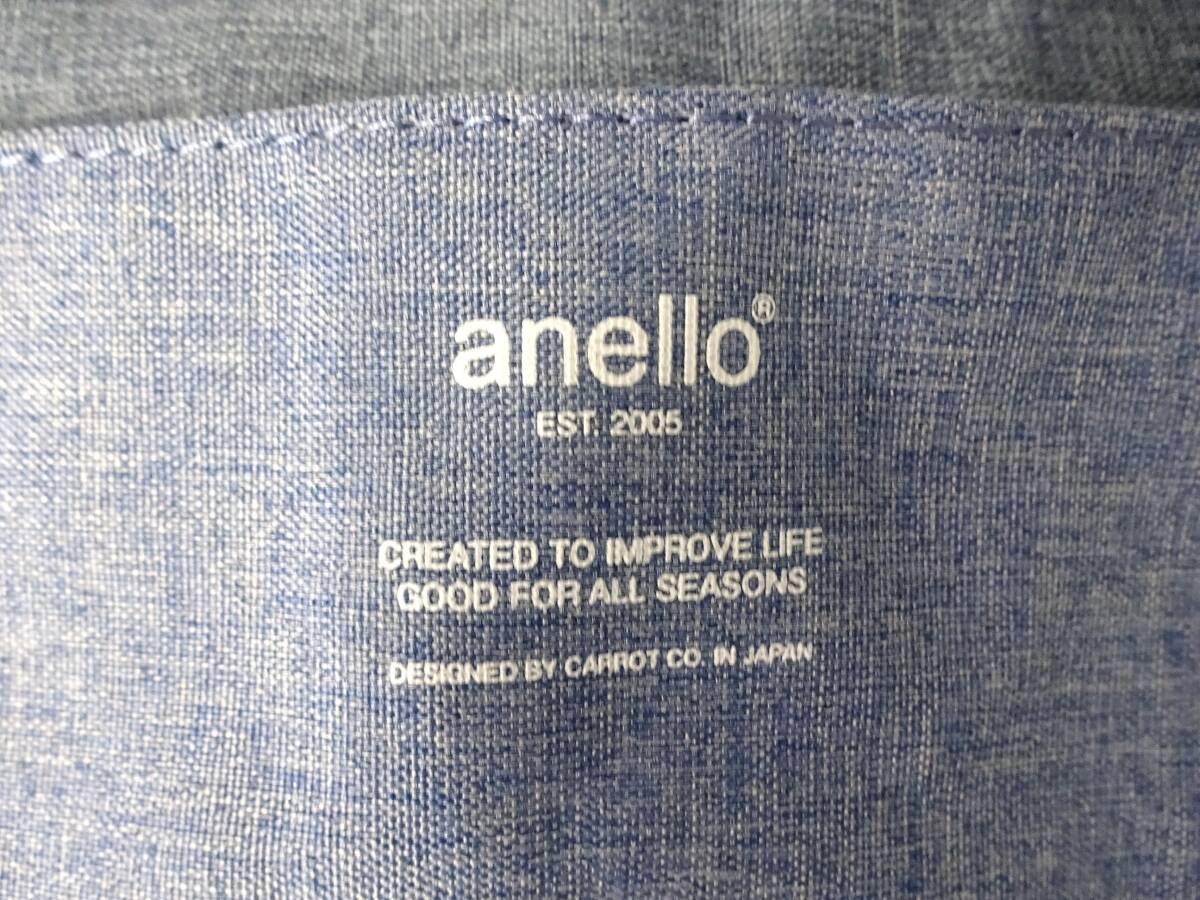 anello®
EST. 2005
CREATED TO IMPROVE LIFE
GOOD FOR ALL SEASONS
DESIGNED BY CARROT CO. IN JAPAN